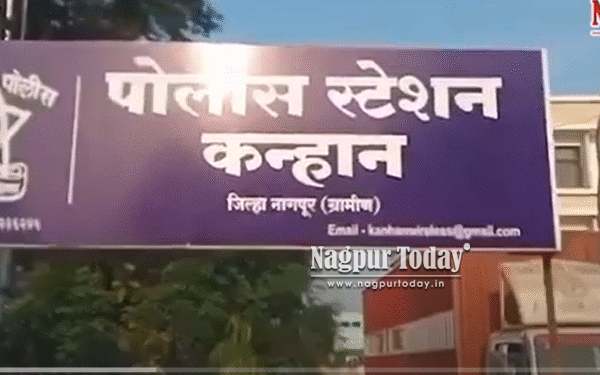 पोलीस
पोलीस स्टेशन
कन्हान
जिल्हा नागपूर (ग्रामीण)
Email - kanhanwireless@gmail.com
Nagpur Today
www.nagpurtoday.in